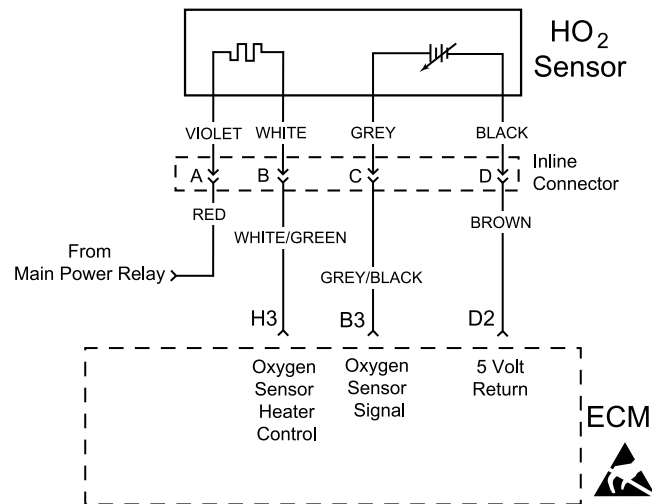 HO2
Sensor
VIOLET WHITE GREY BLACK
A B C D
Inline
Connector
RED
WHITE/GREEN
BROWN
From
Main Power Relay
GREY/BLACK
H3 B3 D2
Oxygen
Sensor
Heater
Control
Oxygen
Sensor
Signal
5 Volt
Return
ECM